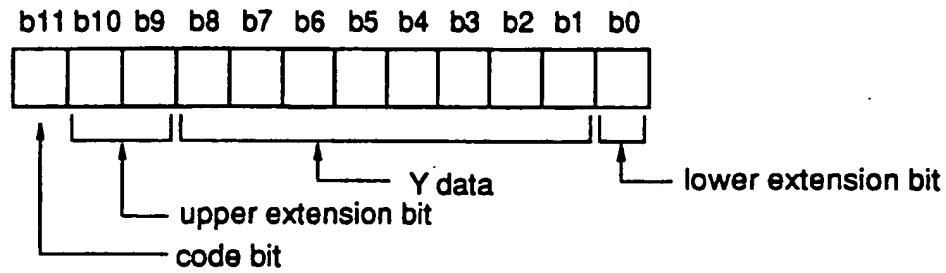 b11 b10 b9 b8 b7 b6 b5 b4 b3 b2 b1 b0
Y data
lower extension bit
upper extension bit
code bit